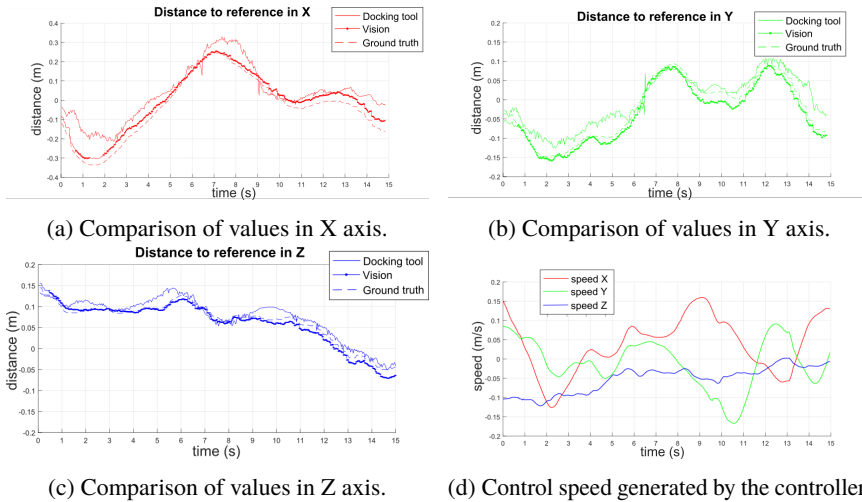 Distance to reference in X
Docking tool
Vision
Ground truth
distance (m)
0.4
0.3
0.2
0.1
0
-0.1
-0.2
-0.3
-0.4
0 1 2 3 4 5 6 7 8 9 10 11 12 13 14 15
time (s)
(a) Comparison of values in X axis.
Distance to reference in Y
Docking tool
Vision
Ground truth
distance (m)
0.2
0.15
0.1
0.05
0
-0.05
-0.1
-0.15
-0.2
0 1 2 3 4 5 6 7 8 9 10 11 12 13 14 15
time (s)
(b) Comparison of values in Y axis.
Distance to reference in Z
Docking tool
Vision
Ground truth
distance (m)
0.2
0.15
0.1
0.05
0
-0.05
-0.1
-0.15
-0.2
0 1 2 3 4 5 6 7 8 9 10 11 12 13 14 15
time (s)
(c) Comparison of values in Z axis.
speed X
speed Y
speed Z
speed (m/s)
0.2
0.15
0.1
0.05
0
-0.05
-0.1
-0.15
-0.2
0 1 2 3 4 5 6 7 8 9 10 11 12 13 14 15
time (s)
(d) Control speed generated by the controller